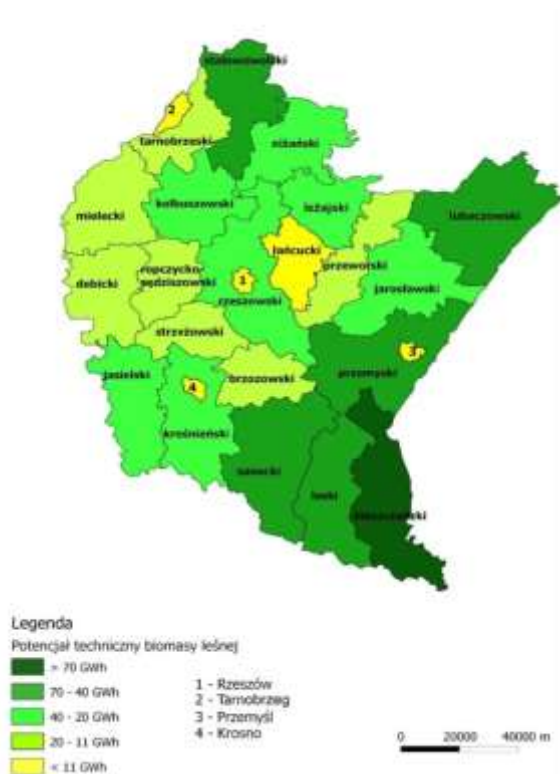 stalowowolski
2
tarnobrzeski
niżański
mielecki
kolbuszowski
leżajski
lubaczowski
łańcucki
ropczycko-
sędziszowski
1
przeworski
dębicki
jarosławski
rzeszowski
strzyżowski
3
jasielski
brzozowski
przemyski
4
krośnieński
sanocki
leski
bieszczadzki
Legenda
Potencjał techniczny biomasy leśnej
> 70 GWh
70 - 40 GWh
40 - 20 GWh
20 - 11 GWh
< 11 GWh
1 - Rzeszów
2 - Tarnobrzeg
3 - Przemyśl
4 - Krosno
0 20000 40000 m